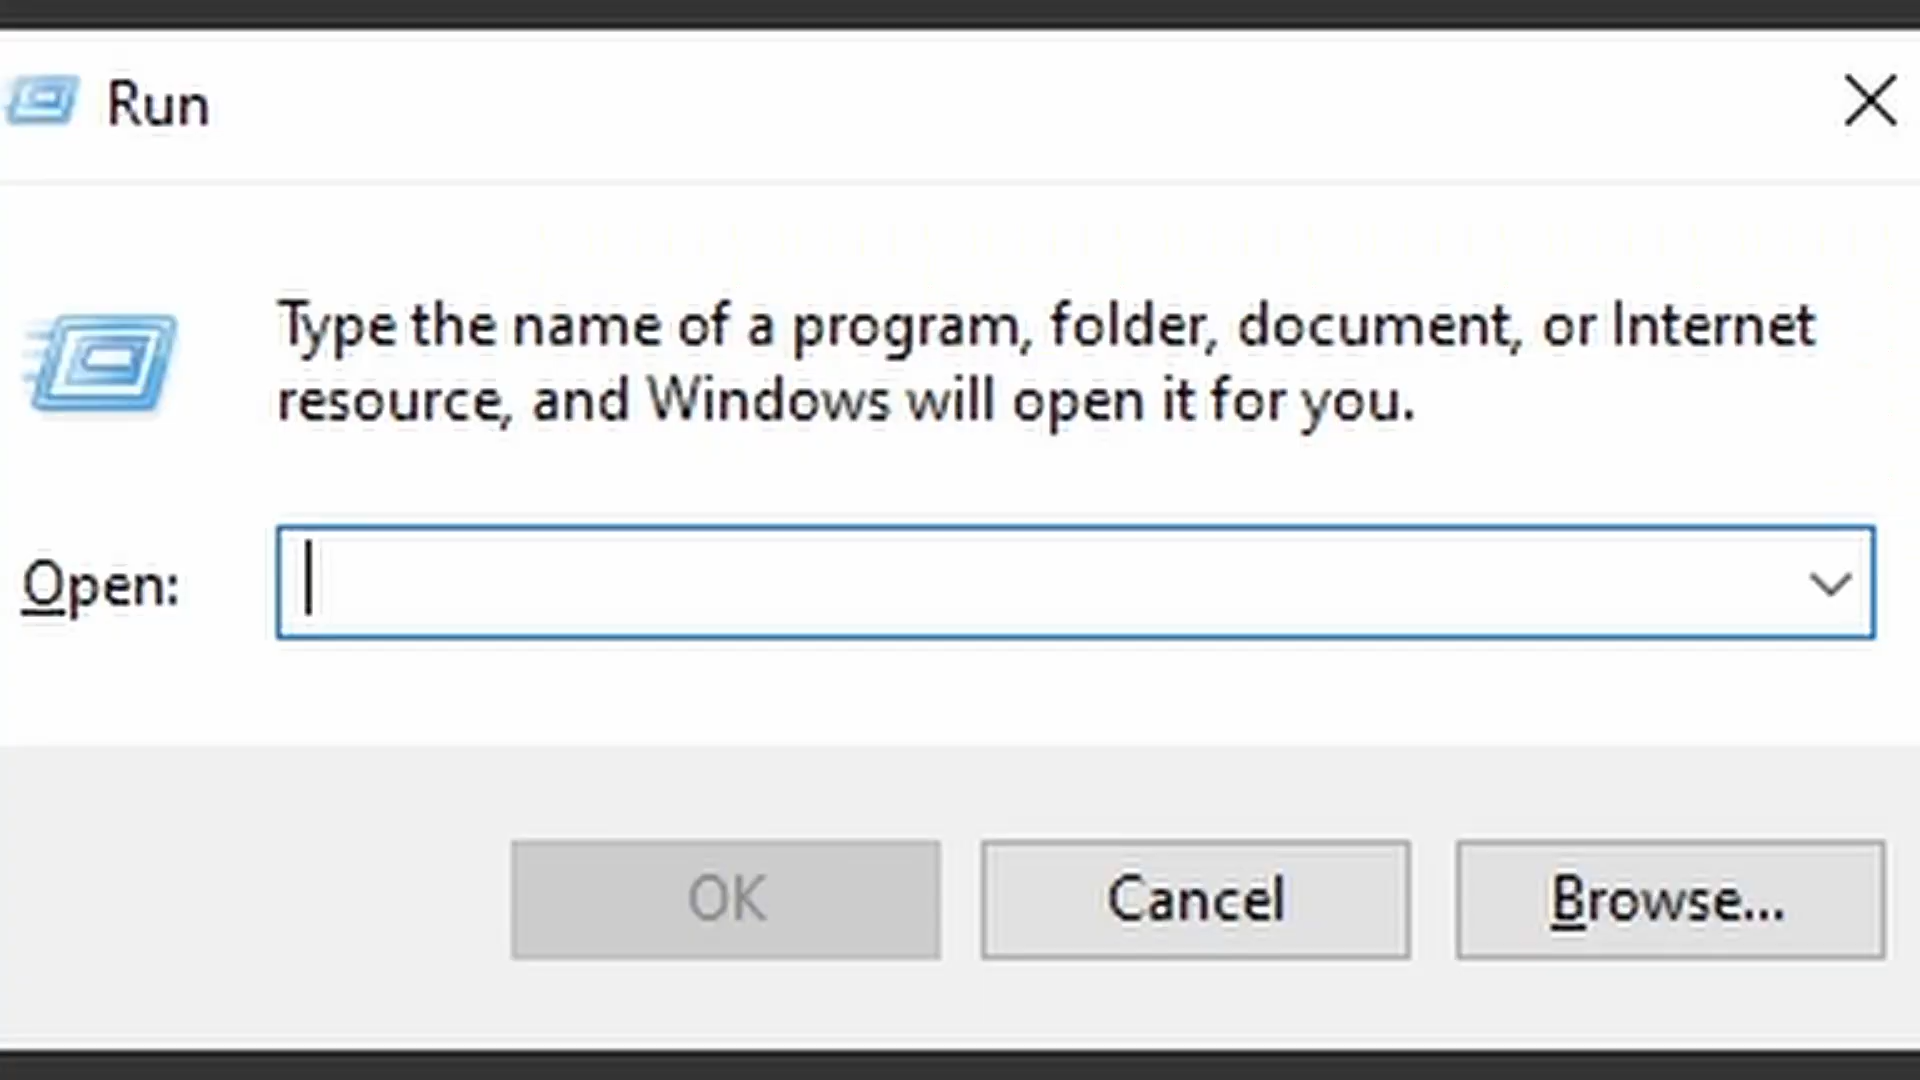 Run
Type the name of a program, folder, document, or Internet
resource, and Windows will open it for you.
Open:
OK
Cancel
Browse...